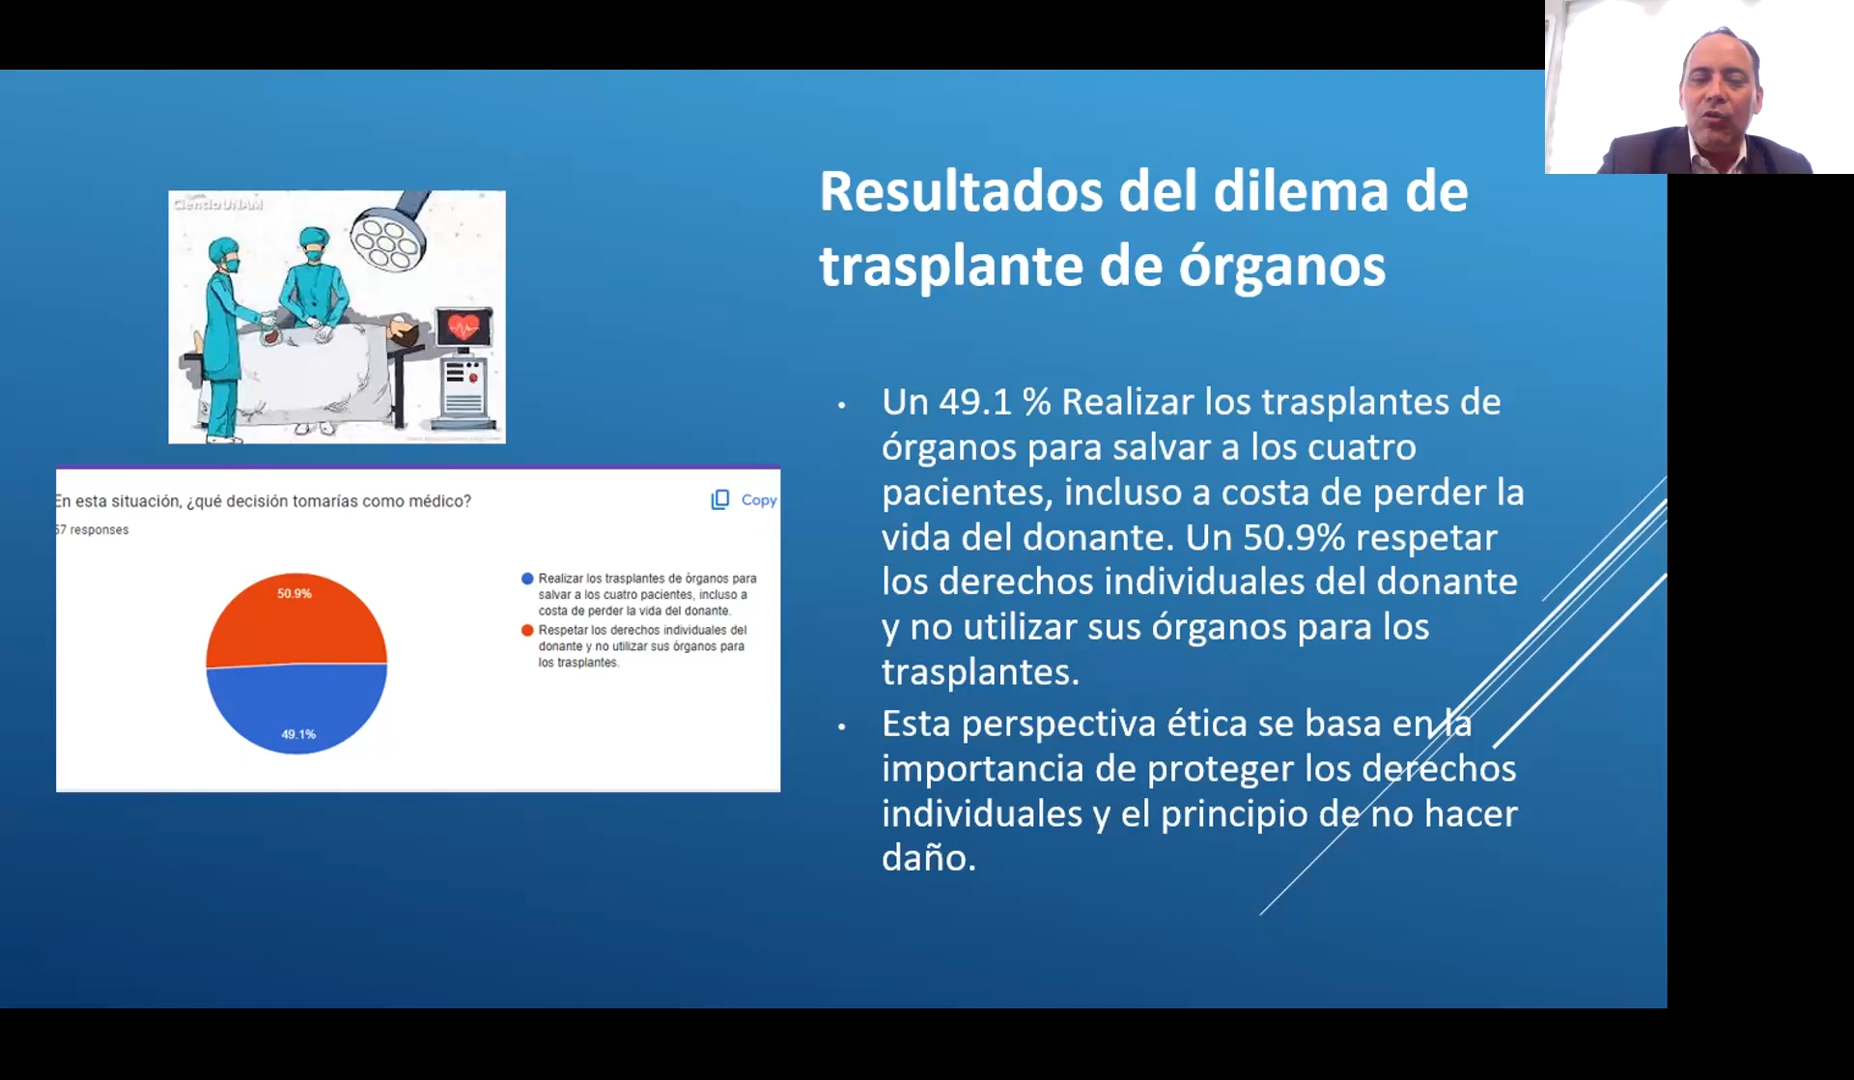 Resultados del dilema de
trasplante de órganos
• Un 49.1 % Realizar los trasplantes de
órganos para salvar a los cuatro
pacientes, incluso a costa de perder la
vida del donante. Un 50.9% respetar
los derechos individuales del donante
y no utilizar sus órganos para los
trasplantes.
• Esta perspectiva ética se basa en la
importancia de proteger los derechos
individuales y el principio de no hacer
daño.
CienciaUNAM
En esta situación, ¿qué decisión tomarías como médico?
Copy
57 responses
50.9%
49.1%
Realizar los trasplantes de órganos para
salvar a los cuatro pacientes, incluso a
costa de perder la vida del donante.
Respetar los derechos individuales del
donante y no utilizar sus órganos para
los trasplantes.